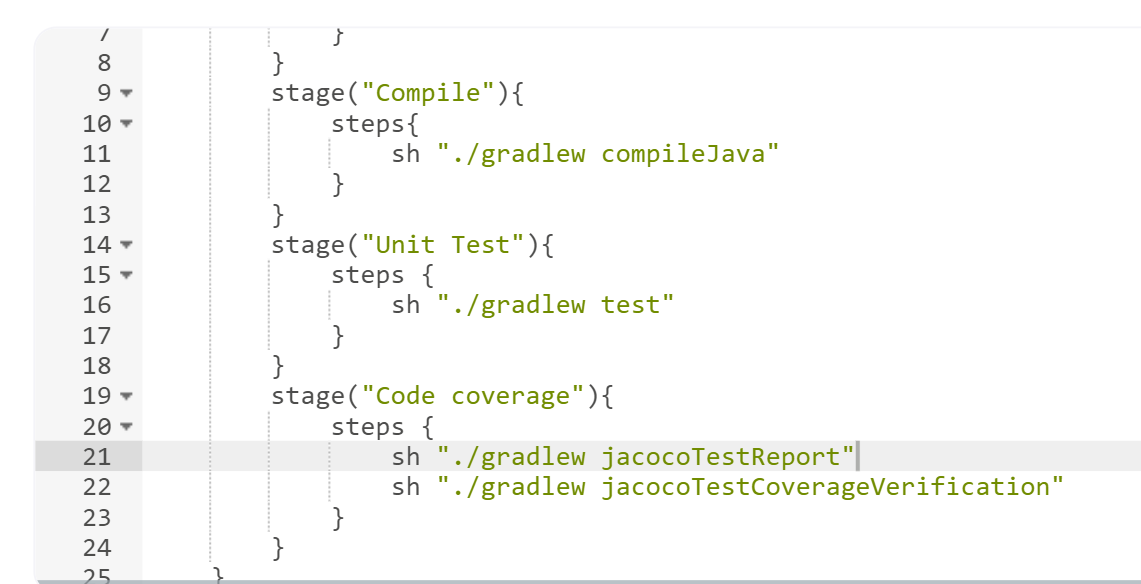 7                }
8            }
9            stage("Compile"){
10                steps{
11                    sh "./gradlew compileJava"
12                }
13            }
14            stage("Unit Test"){
15                steps {
16                    sh "./gradlew test"
17                }
18            }
19            stage("Code coverage"){
20                steps {
21                    sh "./gradlew jacocoTestReport"
22                    sh "./gradlew jacocoTestCoverageVerification"
23                }
24            }
25        }